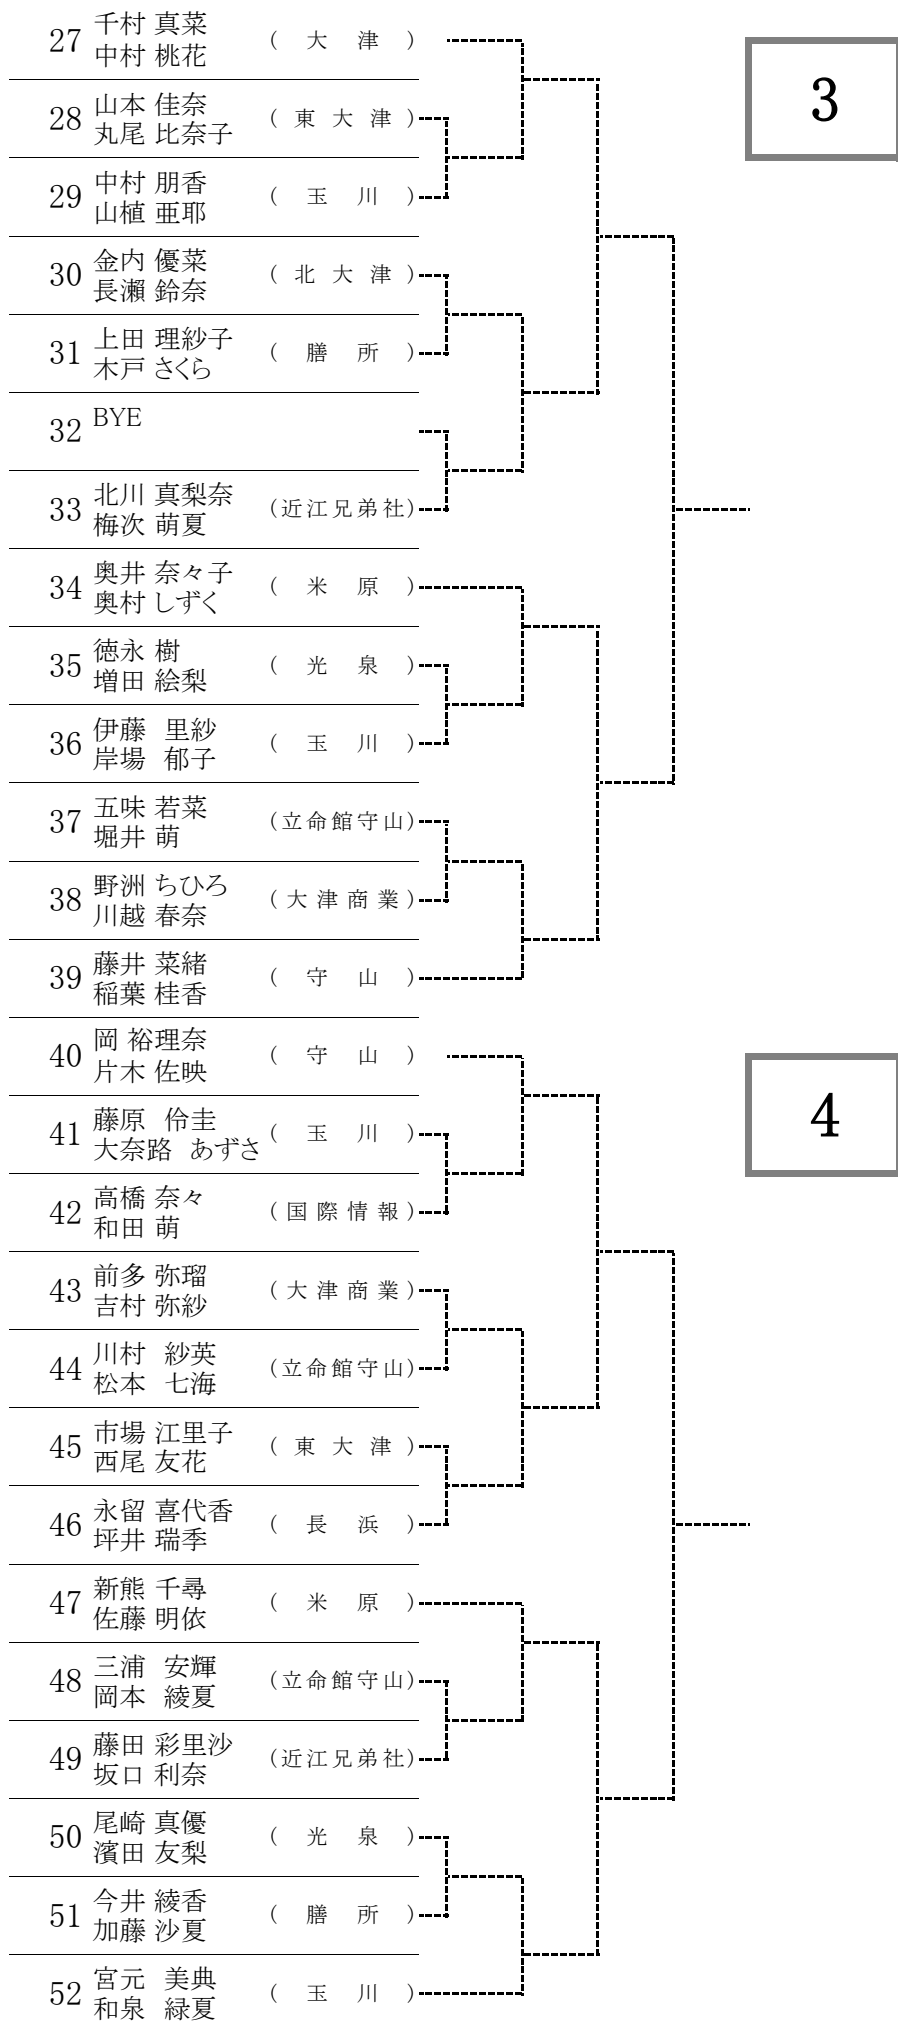 27 千村 真菜 ( 大 津 )
中村 桃花
3
28 山本 佳奈 ( 東 大 津 )
丸尾 比奈子
29 中村 朋香 ( 玉 川 )
山植 亜耶
30 金内 優菜 ( 北 大 津 )
長瀬 鈴奈
31 上田 理紗子 ( 膳 所 )
木戸 さくら
32 BYE
33 北川 真梨奈 (近江兄弟社)
梅次 萌夏
34 奥井 奈々子 ( 米 原 )
奥村 しずく
35 徳永 樹 ( 光 泉 )
増田 絵梨
36 伊藤 里紗 ( 玉 川 )
岸場 郁子
37 五味 若菜 (立命館守山)
堀井 萌
38 野洲 ちひろ ( 大 津 商 業 )
川越 春奈
39 藤井 菜緒 ( 守 山 )
稲葉 桂香
40 岡 裕理奈 ( 守 山 )
片木 佐映
4
41 藤原 伶圭 ( 玉 川 )
大奈路 あずさ
42 高橋 奈々 ( 国 際 情 報 )
和田 萌
43 前多 弥瑠 ( 大 津 商 業 )
吉村 弥紗
44 川村 紗英 (立命館守山)
松本 七海
45 市場 江里子 ( 東 大 津 )
西尾 友花
46 永留 喜代香 ( 長 浜 )
坪井 瑞季
47 新熊 千尋 ( 米 原 )
佐藤 明依
48 三浦 安輝 (立命館守山)
岡本 綾夏
49 藤田 彩里沙 (近江兄弟社)
坂口 利奈
50 尾崎 真優 ( 光 泉 )
濱田 友梨
51 今井 綾香 ( 膳 所 )
加藤 沙夏
52 宮元 美典 ( 玉 川 )
和泉 緑夏